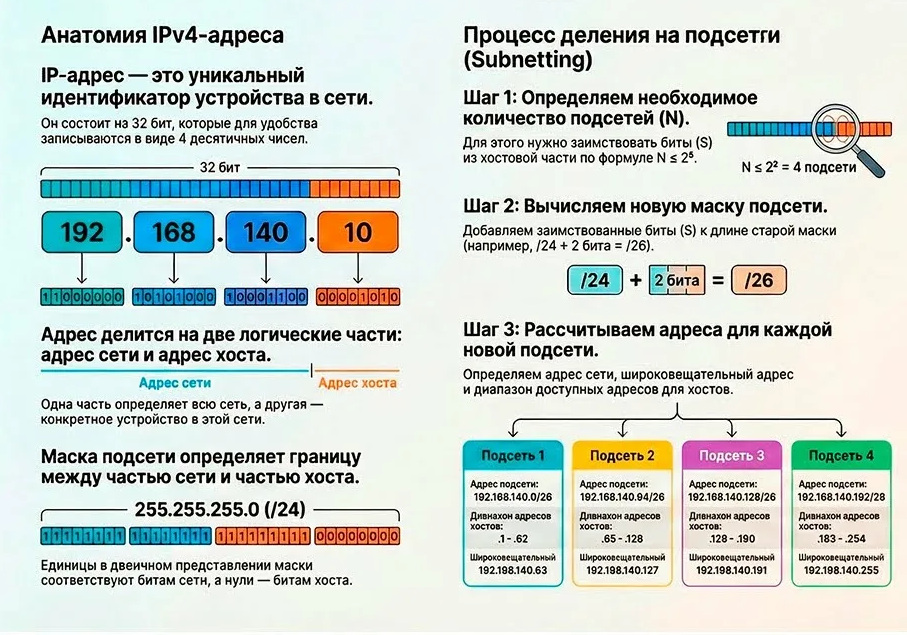 Анатомия IPv4-адреса
IP-адрес — это уникальный
идентификатор устройства в сети.
Он состоит на 32 бит, которые для удобства
записываются в виде 4 десятичных чисел.
32 бит
192 . 168 . 140 . 10
11000000 10101000 10001100 00001010
Адрес делится на две логические части:
адрес сети и адрес хоста.
Адрес сети Адрес хоста
Одна часть определяет всю сеть, а другая —
конкретное устройство в этой сети.
Маска подсети определяет границу
между частью сети и частью хоста.
255.255.255.0 (/24)
11111111 11111111 111111111 00000000
Единицы в двеичном представлении маски
соответствуют битам сети, а нули — битам хоста.
Процесс деления на подсетги
(Subnetting)
Шаг 1: Определяем необходимое
количество подсетей (N).
Для этого нужно заимствовать биты (S)
из хостовой части по формуле N ≤ 2ˢ.
N ≤ 2² = 4 подсети
Шаг 2: Вычисляем новую маску подсети.
Добавляем заимствованные биты (S) к длине старой маски
(например, /24 + 2 бита = /26).
/24 + 2 бита = /26
Шаг 3: Рассчитываем адреса для каждой
новой подсети.
Определяем адрес сети, широковещательный адрес
и диапазон доступных адресов для хостов.
Подсеть 1
Адрес подсети:
192.168.140.0/26
Дивнахон адресов
хостов:
.1 - .62
Широковещательный
192.198.140.63
Подсеть 2
Адрес подсети:
192.168.140.94/26
Дивнахон адресов
хостов:
.65 - .128
Широковещательный
192.198.140.127
Подсеть 3
Адрес подсети:
192.168.140.128/26
Дивнахон адресов
хостов:
.128 - .190
Широковещательный
192.198.140.191
Подсеть 4
Адрес подсети:
192.168.140.192/28
Дивнахон адресов
хостов:
.183 - .254
Широковещательный
192.198.140.255